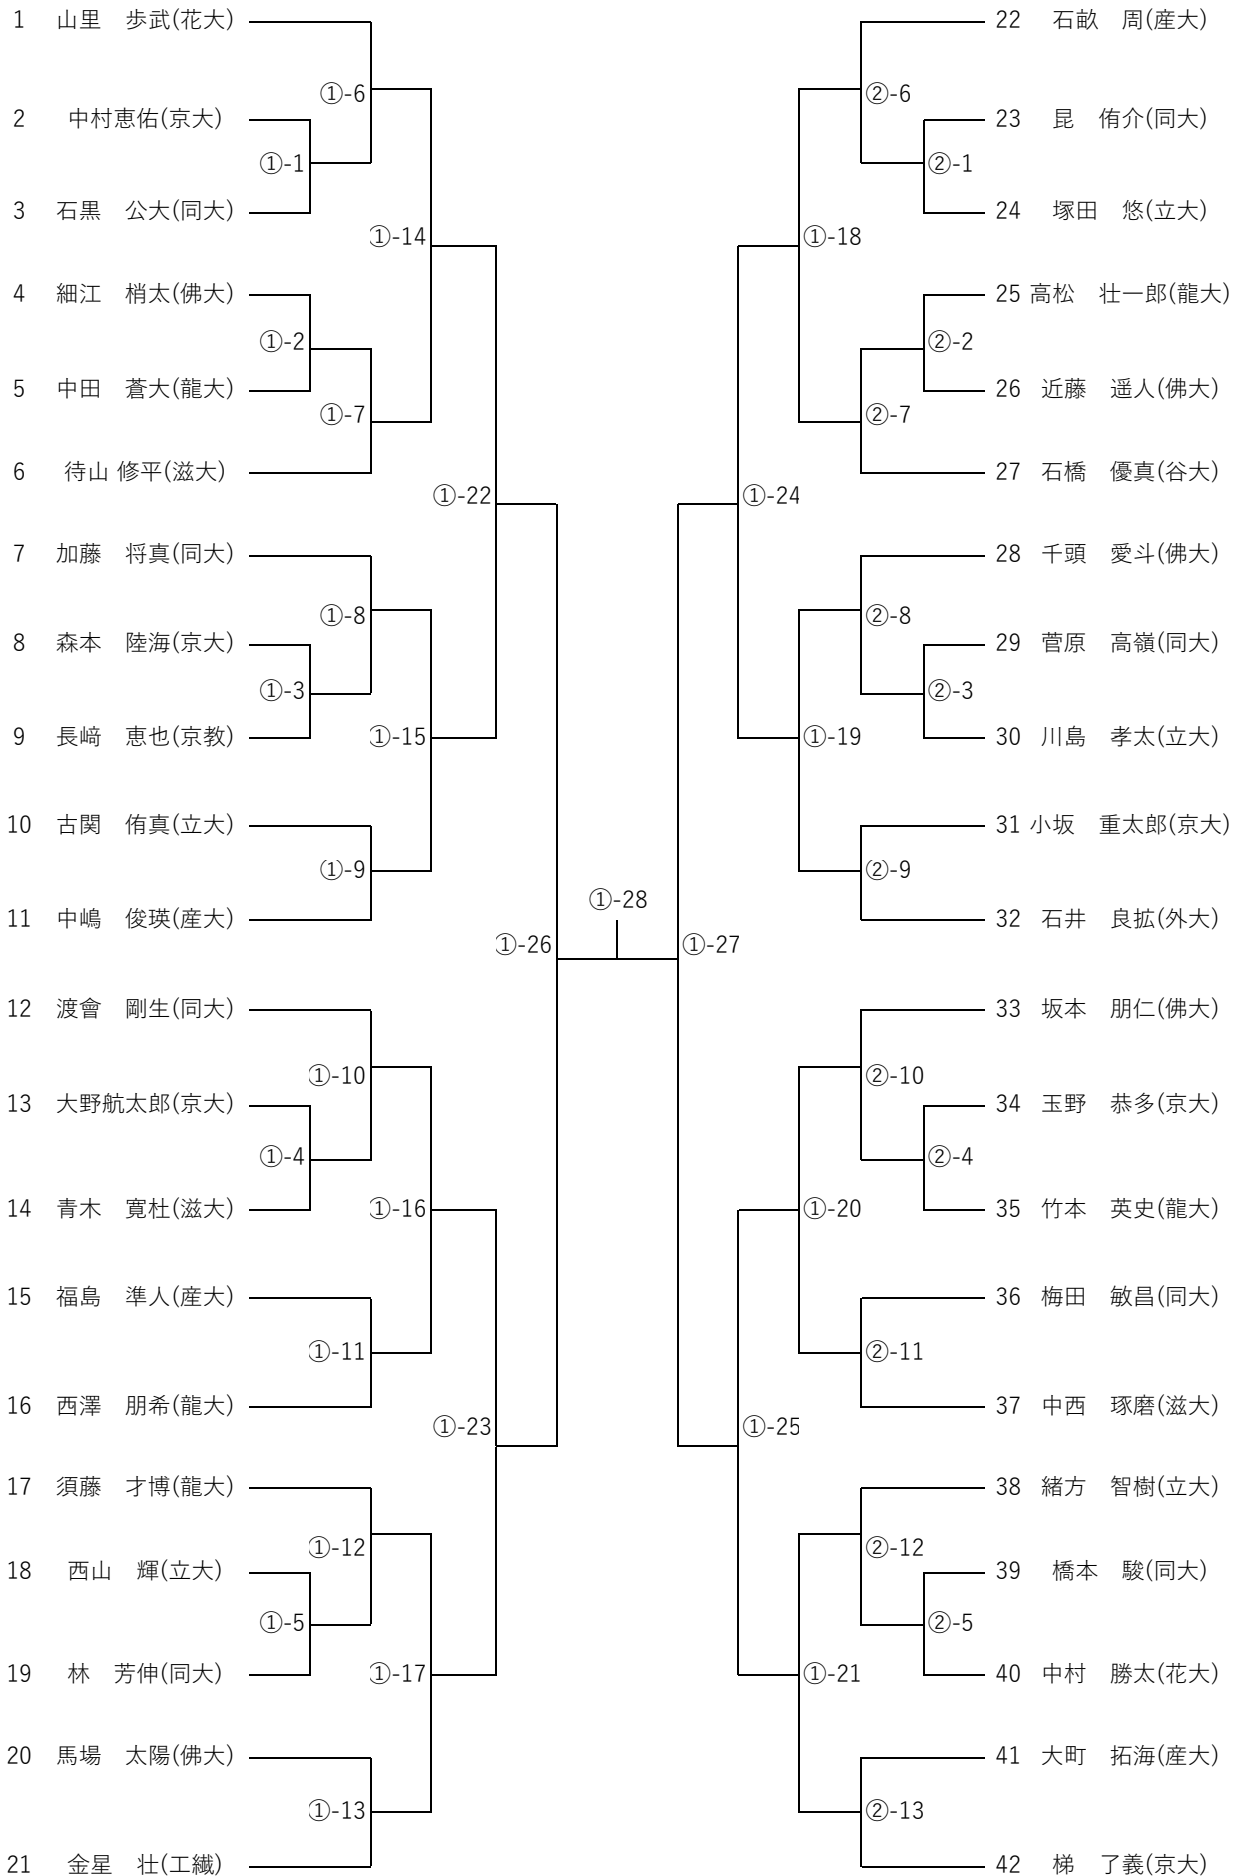 1 山里　歩武(花大)
①-6
2 中村恵佑(京大)
①-1
3 石黒　公大(同大)
①-14
4 細江　梢太(佛大)
①-2
5 中田　蒼大(龍大)
①-7
6 待山 修平(滋大)
①-22
7 加藤　将真(同大)
①-8
8 森本　陸海(京大)
①-3
9 長﨑　恵也(京教)
①-15
10 古関　侑真(立大)
①-9
11 中嶋　俊瑛(産大)
①-26
12 渡會　剛生(同大)
①-10
13 大野航太郎(京大)
①-4
14 青木　寛杜(滋大)
①-16
15 福島　準人(産大)
①-11
16 西澤　朋希(龍大)
①-23
17 須藤　才博(龍大)
①-12
18 西山　輝(立大)
①-5
19 林　芳伸(同大)
①-17
20 馬場　太陽(佛大)
①-13
21 金星　壮(工繊)
①-28
22 石畝　周(産大)
②-6
23 昆　侑介(同大)
②-1
24 塚田　悠(立大)
①-18
25 高松　壮一郎(龍大)
②-2
26 近藤　遥人(佛大)
②-7
27 石橋　優真(谷大)
①-24
28 千頭　愛斗(佛大)
②-8
29 菅原　高嶺(同大)
②-3
30 川島　孝太(立大)
①-19
31 小坂　重太郎(京大)
②-9
32 石井　良拡(外大)
①-27
33 坂本　朋仁(佛大)
②-10
34 玉野　恭多(京大)
②-4
35 竹本　英史(龍大)
①-20
36 梅田　敏昌(同大)
②-11
37 中西　琢磨(滋大)
①-25
38 緒方　智樹(立大)
②-12
39 橋本　駿(同大)
②-5
40 中村　勝太(花大)
①-21
41 大町　拓海(産大)
②-13
42 梯　了義(京大)